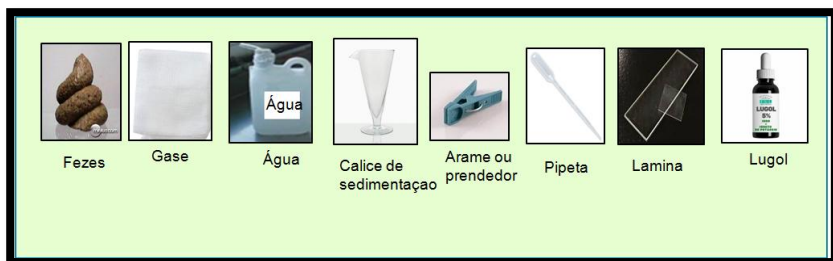 Água
LUGOL
5%
Fezes
Gase
Água
Calice de
sedimentaçao
Arame ou
prendedor
Pipeta
Lamina
Lugol